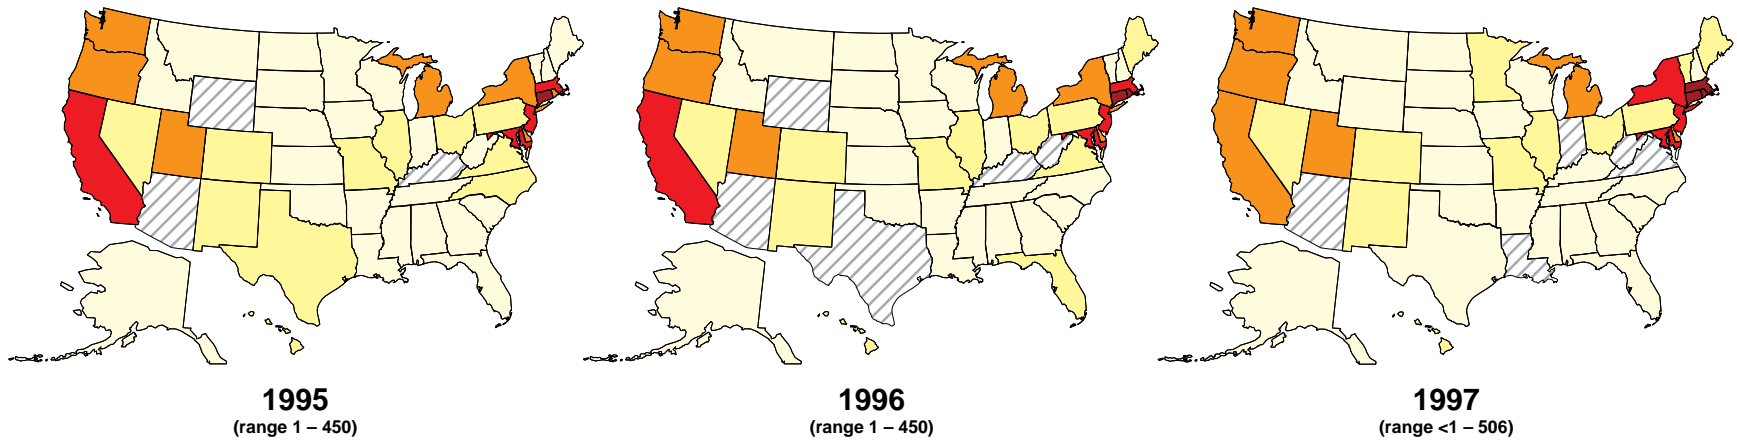 1995
(range 1 – 450)
1996
(range 1 – 450)
1997
(range <1 – 506)